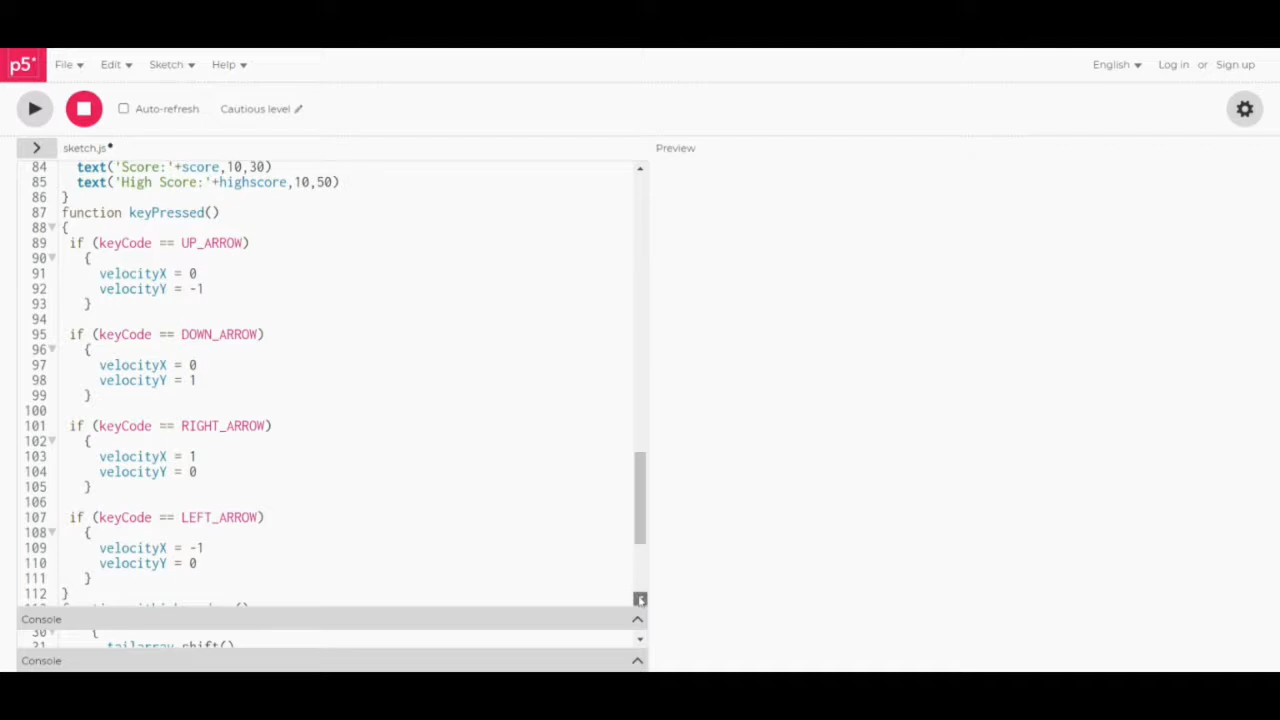 p5* File Edit Sketch Help English Log in or Sign up
Auto-refresh Cautious level
> sketch.js Preview
84 text('Score:'+score,10,30)
85 text('High Score:'+highscore,10,50)
86 }
87 function keyPressed()
88 {
89 if (keyCode == UP_ARROW)
90 {
91 velocityX = 0
92 velocityY = -1
93 }
94
95 if (keyCode == DOWN_ARROW)
96 {
97 velocityX = 0
98 velocityY = 1
99 }
100
101 if (keyCode == RIGHT_ARROW)
102 {
103 velocityX = 1
104 velocityY = 0
105 }
106
107 if (keyCode == LEFT_ARROW)
108 {
109 velocityX = -1
110 velocityY = 0
111 }
112 }
Console
30 {
31 tailarray.shift()
Console